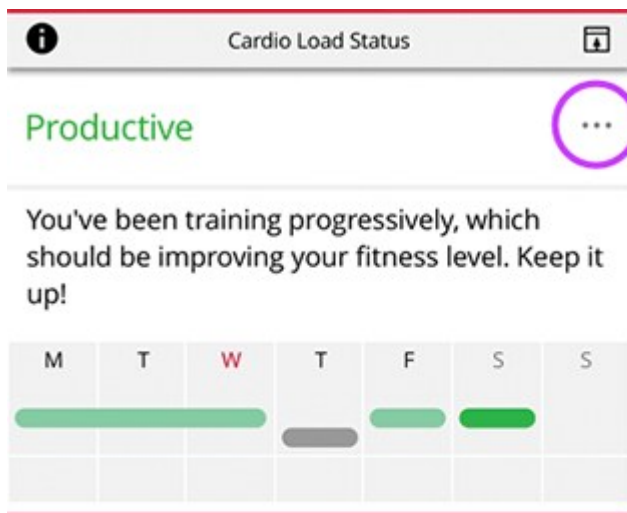 Cardio Load Status
Productive
You've been training progressively, which
should be improving your fitness level. Keep it
up!
M T W T F S S